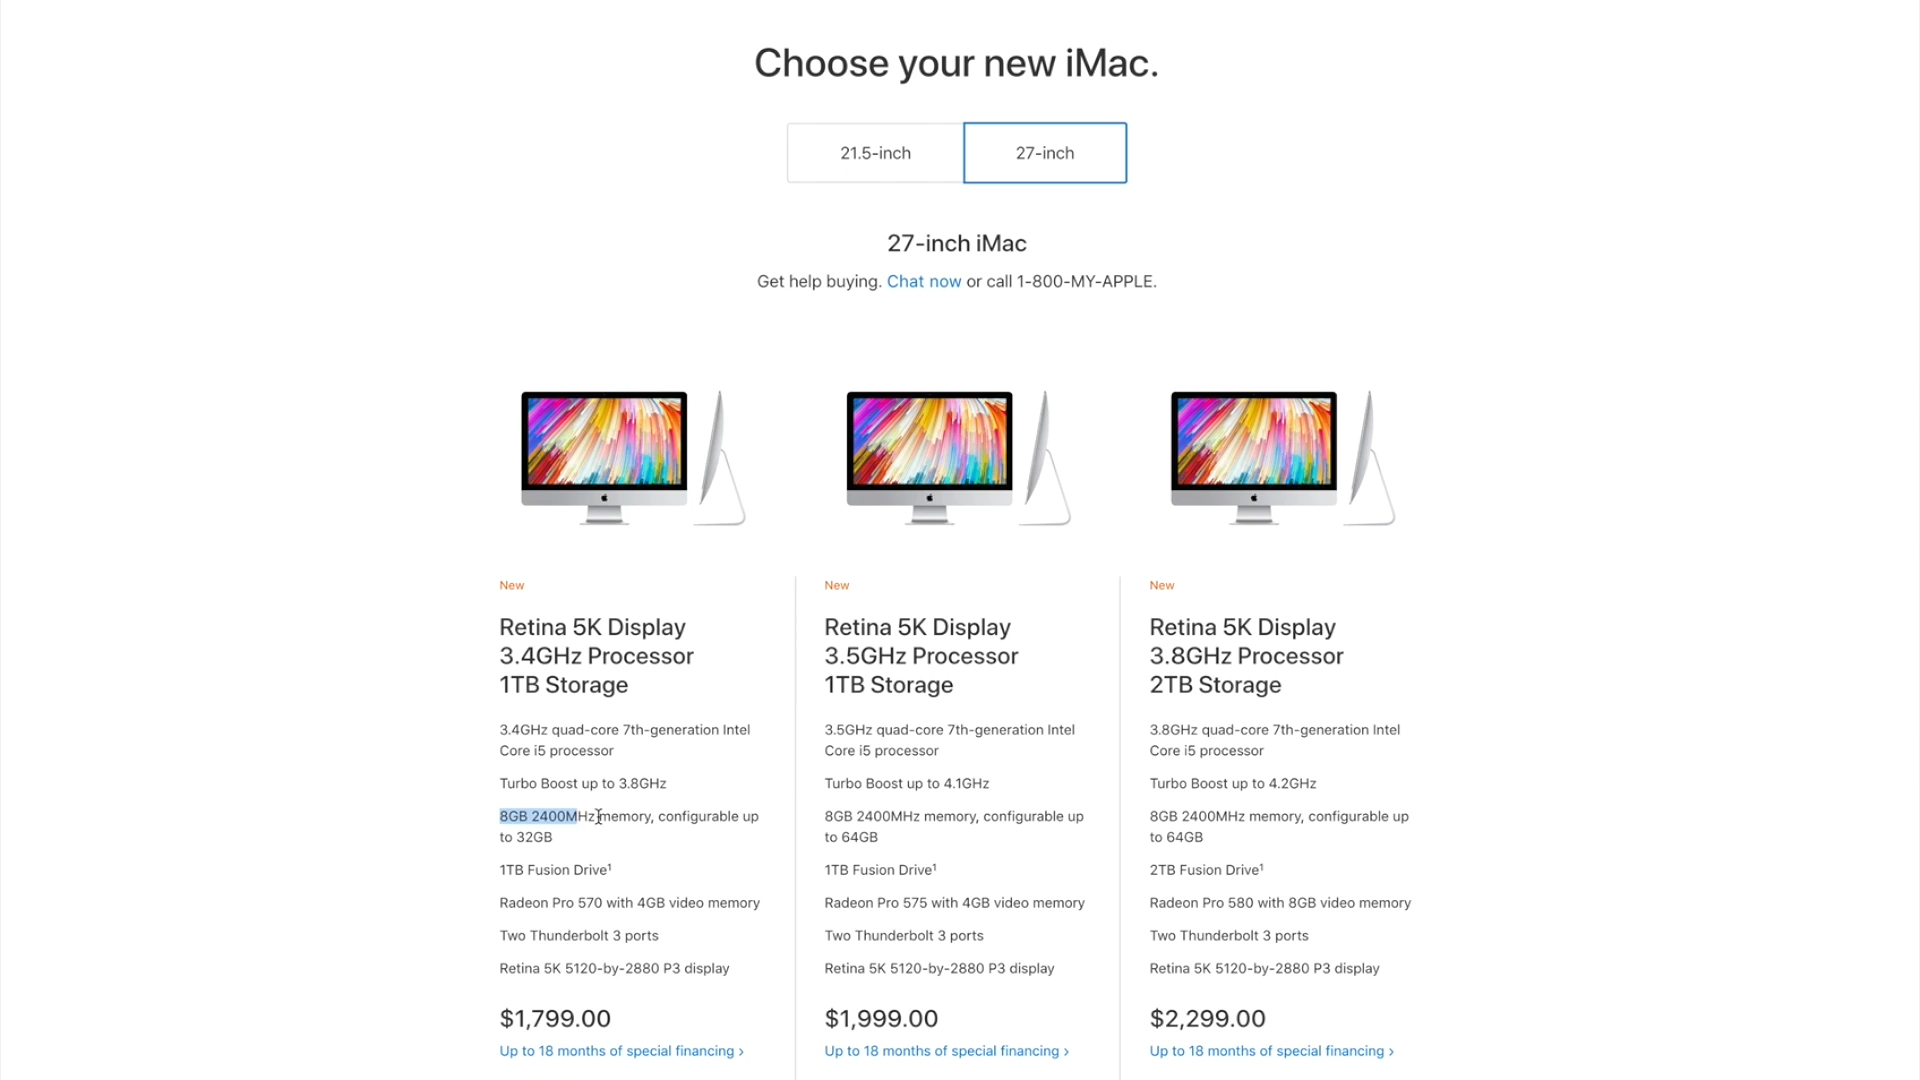 Choose your new iMac.
21.5-inch
27-inch
27-inch iMac
Get help buying. Chat now or call 1-800-MY-APPLE.
New
Retina 5K Display
3.4GHz Processor
1TB Storage
3.4GHz quad-core 7th-generation Intel
Core i5 processor
Turbo Boost up to 3.8GHz
8GB 2400MHz memory, configurable up
to 32GB
1TB Fusion Drive¹
Radeon Pro 570 with 4GB video memory
Two Thunderbolt 3 ports
Retina 5K 5120-by-2880 P3 display
$1,799.00
Up to 18 months of special financing ›
New
Retina 5K Display
3.5GHz Processor
1TB Storage
3.5GHz quad-core 7th-generation Intel
Core i5 processor
Turbo Boost up to 4.1GHz
8GB 2400MHz memory, configurable up
to 64GB
1TB Fusion Drive¹
Radeon Pro 575 with 4GB video memory
Two Thunderbolt 3 ports
Retina 5K 5120-by-2880 P3 display
$1,999.00
Up to 18 months of special financing ›
New
Retina 5K Display
3.8GHz Processor
2TB Storage
3.8GHz quad-core 7th-generation Intel
Core i5 processor
Turbo Boost up to 4.2GHz
8GB 2400MHz memory, configurable up
to 64GB
2TB Fusion Drive¹
Radeon Pro 580 with 8GB video memory
Two Thunderbolt 3 ports
Retina 5K 5120-by-2880 P3 display
$2,299.00
Up to 18 months of special financing ›